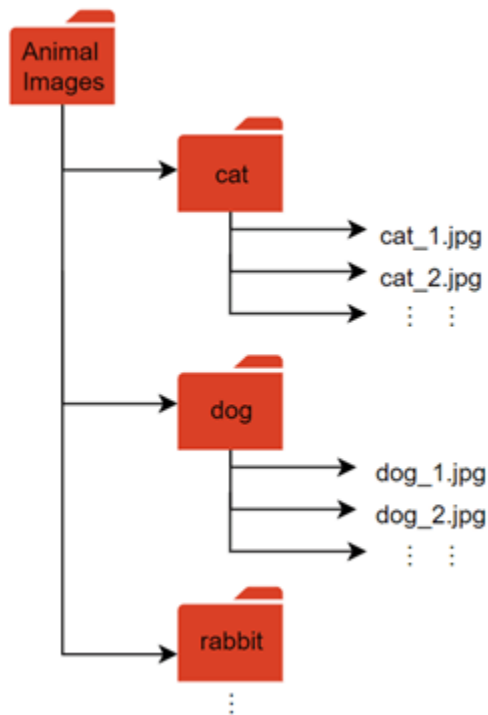 Animal
Images
cat
cat_1.jpg
cat_2.jpg
dog
dog_1.jpg
dog_2.jpg
rabbit